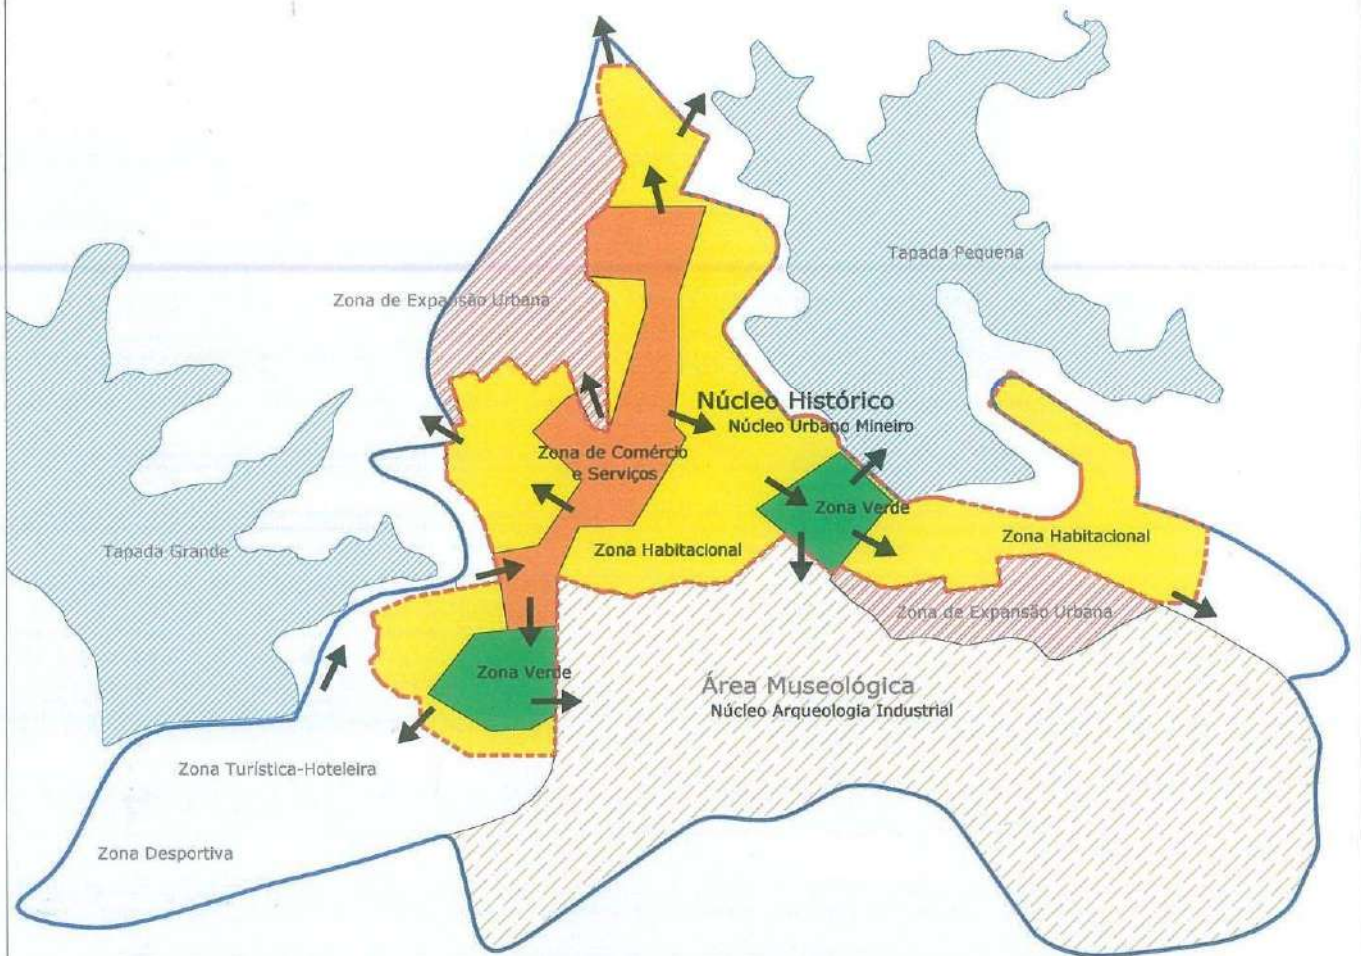 Tapada Pequena
Zona de Expansão Urbana
Núcleo Histórico
Núcleo Urbano Mineiro
Zona de Comércio
e Serviços
Zona Verde
Zona Habitacional
Zona Habitacional
Tapada Grande
Zona de Expansão Urbana
Zona Verde
Área Museológica
Núcleo Arqueologia Industrial
Zona Turística-Hoteleira
Zona Desportiva